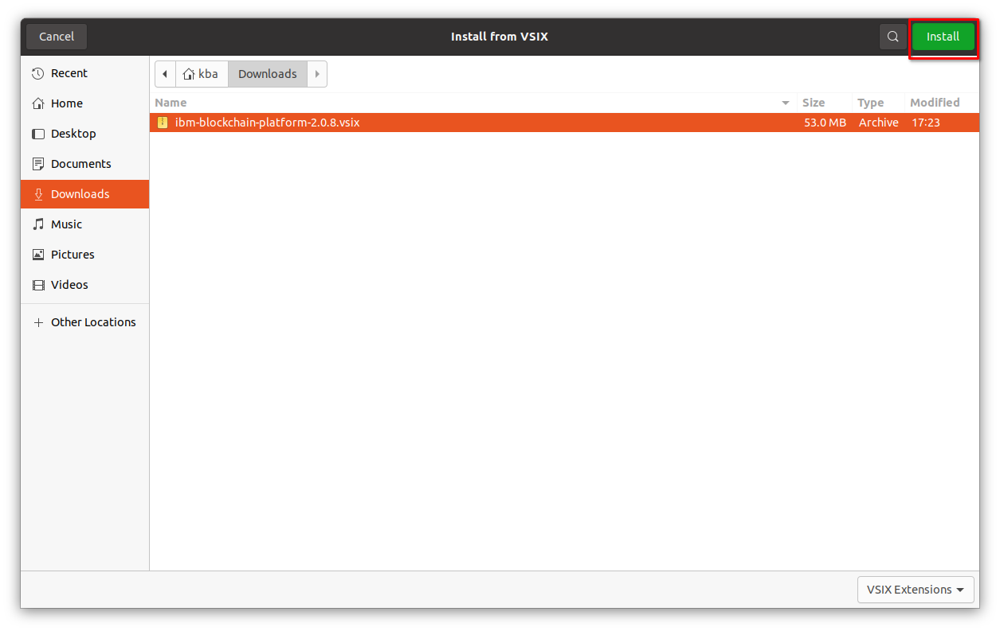 Cancel
Install from VSIX
Install
Recent
Home
Desktop
Documents
Downloads
Music
Pictures
Videos
Other Locations
kba Downloads
Name Size Type Modified
ibm-blockchain-platform-2.0.8.vsix 53.0 MB Archive 17:23
VSIX Extensions